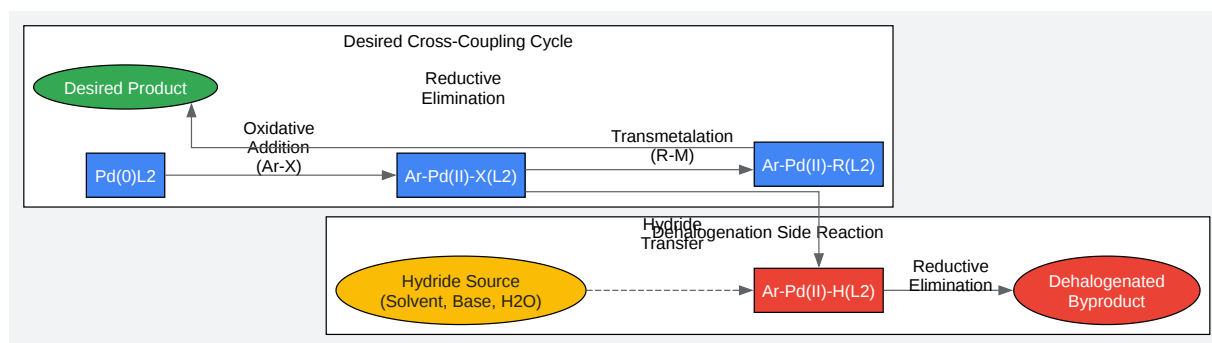 Desired Cross-Coupling Cycle
Desired Product
Reductive
Elimination
Oxidative
Addition
(Ar-X)
Transmetalation
(R-M)
Pd(0)L2
Ar-Pd(II)-X(L2)
Ar-Pd(II)-R(L2)
Hydride
Transfer
Dehalogenation Side Reaction
Hydride Source
(Solvent, Base, H2O)
Ar-Pd(II)-H(L2)
Reductive
Elimination
Dehalogenated
Byproduct